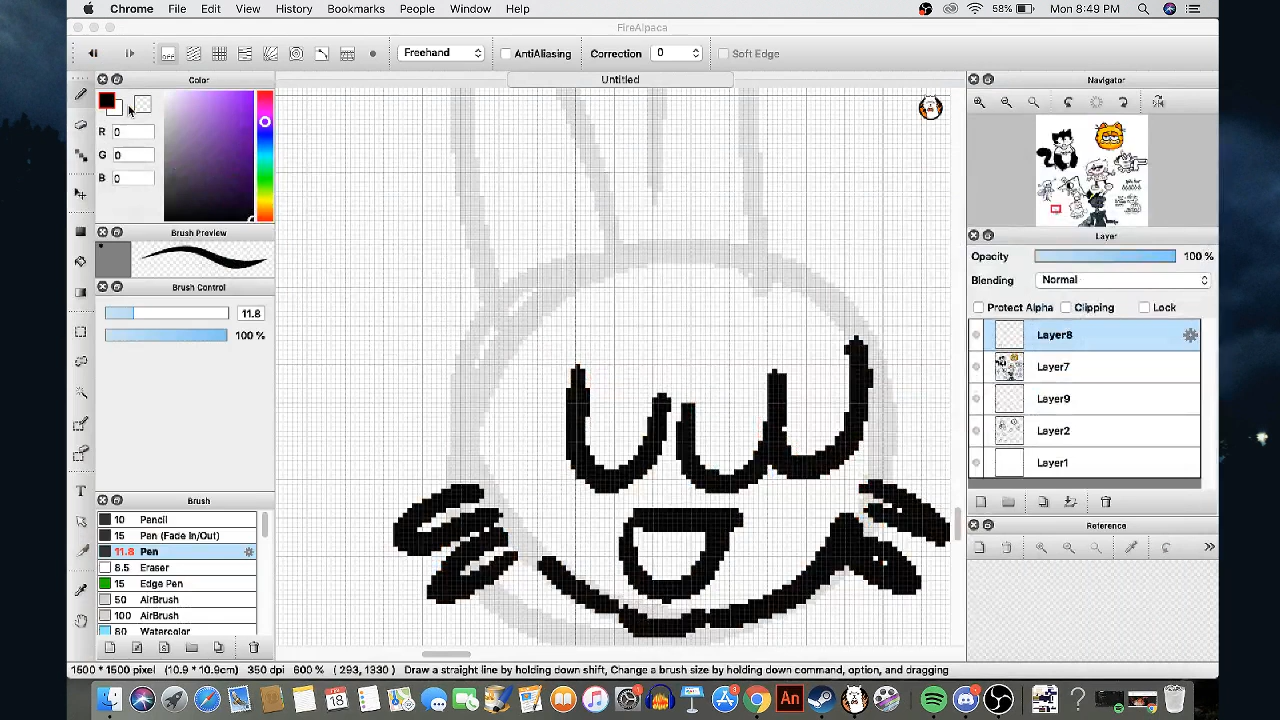 Chrome File Edit View History Bookmarks People Window Help 58% Mon 8:49 PM
FireAlpaca
OFF Freehand AntiAliasing Correction 0 Soft Edge
Color Untitled Navigator
R 0
G 0
B 0
Brush Preview
Layer
Opacity 100 %
Blending Normal
Brush Control
Protect Alpha Clipping Lock
11.8
100 %
Layer8
Layer7
Layer9
Layer2
Layer1
T
Brush
10 Pencil
15 Pen (Fade In/Out)
11.8 Pen
8.5 Eraser
15 Edge Pen
50 AirBrush
100 AirBrush
80 Watercolor
Reference
1500 * 1500 pixel (10.9 * 10.9cm) 350 dpi 600 % ( 293, 1330 ) Draw a straight line by holding down shift, Change a brush size by holding down command, option, and dragging
An
3